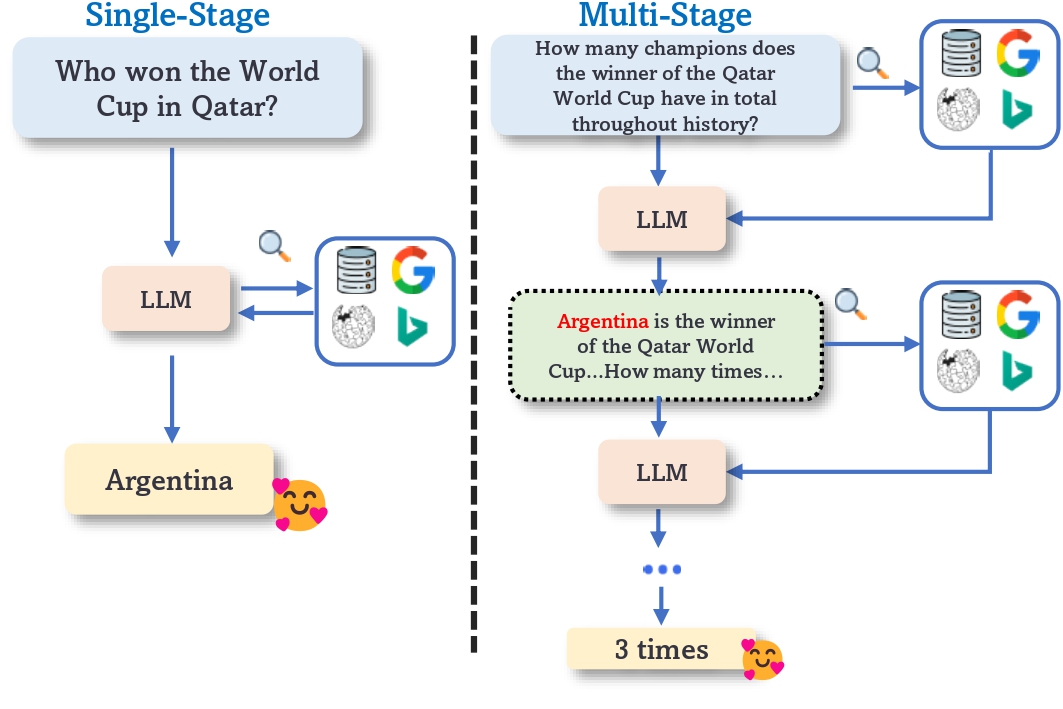 Single-Stage
Who won the World
Cup in Qatar?
LLM
Argentina
Multi-Stage
How many champions does
the winner of the Qatar
World Cup have in total
throughout history?
LLM
Argentina is the winner
of the Qatar World
Cup...How many times...
LLM
...
3 times